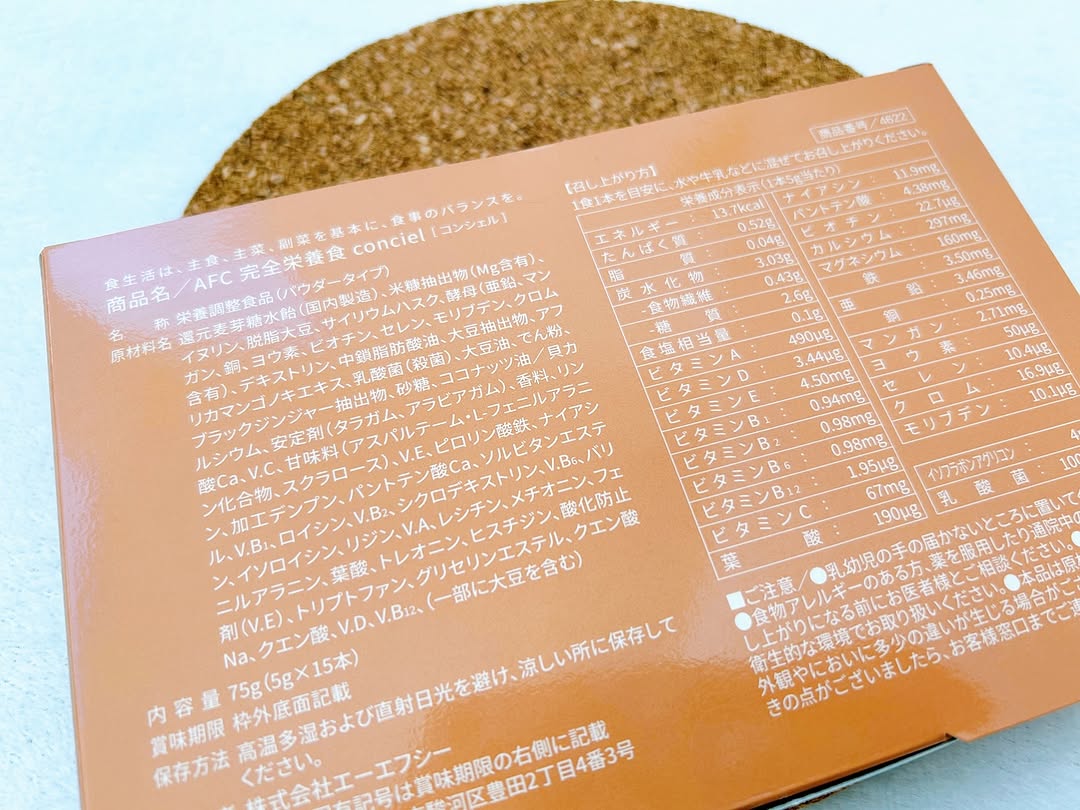 食生活は、主食、主菜、副菜を基本に、食事のバランスを。
商品名／AFC 完全栄養食 conciel［コンシェル］
名 称 栄養調整食品(パウダータイプ)
原材料名 還元麦芽糖水飴(国内製造)、米糠抽出物(Mg含有)、
イヌリン、脱脂大豆、サイリウムハスク、酵母(亜鉛、マン
ガン、銅、ヨウ素、ビオチン、セレン、モリブデン、クロム
含有)、デキストリン、中鎖脂肪酸油、大豆抽出物、アフ
リカマンゴノキエキス、乳酸菌(殺菌)、大豆油、でん粉、
ブラックジンジャー抽出物、砂糖、ココナッツ油／貝カ
ルシウム、安定剤(タラガム、アラビアガム)、香料、リン
酸Ca、V.C、甘味料(アスパルテーム・L-フェニルアラニ
ン化合物、スクラロース)、V.E、ピロリン酸鉄、ナイアシ
ン、加工デンプン、パントテン酸Ca、ソルビタンエステ
ル、V.B₁、ロイシン、V.B₂、シクロデキストリン、V.B₆、バリ
ン、イソロイシン、リジン、V.A、レシチン、メチオニン、フェ
ニルアラニン、葉酸、トレオニン、ヒスチジン、酸化防止
剤(V.E)、トリプトファン、グリセリンエステル、クエン酸
Na、クエン酸、V.D、V.B₁₂、(一部に大豆を含む)
内 容 量 75g(5g×15本)
賞味期限 枠外底面記載
保存方法 高温多湿および直射日光を避け、涼しい所に保存して
ください。
株式会社エーエフシー
有記号は賞味期限の右側に記載
駿河区豊田2丁目4番3号
商品番号／4622
【召し上がり方】
1食1本を目安に、水や牛乳などに混ぜてお召し上がりください。
栄養成分表示(1本5g当たり)
エネルギー： 13.7kcal
たんぱく質： 0.52g
脂 質： 0.04g
炭水化物： 3.03g
食物繊維： 0.43g
糖 質： 2.6g
食塩相当量： 0.1g
ビタミンA： 490μg
ビタミンD： 3.44μg
ビタミンE： 4.50mg
ビタミンB₁： 0.94mg
ビタミンB₂： 0.98mg
ビタミンB₆： 0.98mg
ビタミンB₁₂： 1.95μg
ビタミンC： 67mg
葉 酸： 190μg
ナイアシン： 11.9mg
パントテン酸： 4.38mg
ビオチン： 22.7μg
カルシウム： 297mg
マグネシウム： 160mg
鉄： 3.50mg
亜 鉛： 3.46mg
銅： 0.25mg
マンガン： 2.71mg
ヨウ素： 50μg
セレン： 10.4μg
クロム： 16.9μg
モリブデン： 10.1μg
イソフラボンアグリコン： 4
乳酸菌： 100
■ご注意／●乳幼児の手の届かないところに置いて
●食物アレルギーのある方、薬を服用したり通院中の
し上がりになる前にお医者様とご相談ください。
衛生的な環境でお取り扱いください。●本品は原
外観やにおいに多少の違いが生じる場合がご
きの点がございましたら、お客様窓口までご